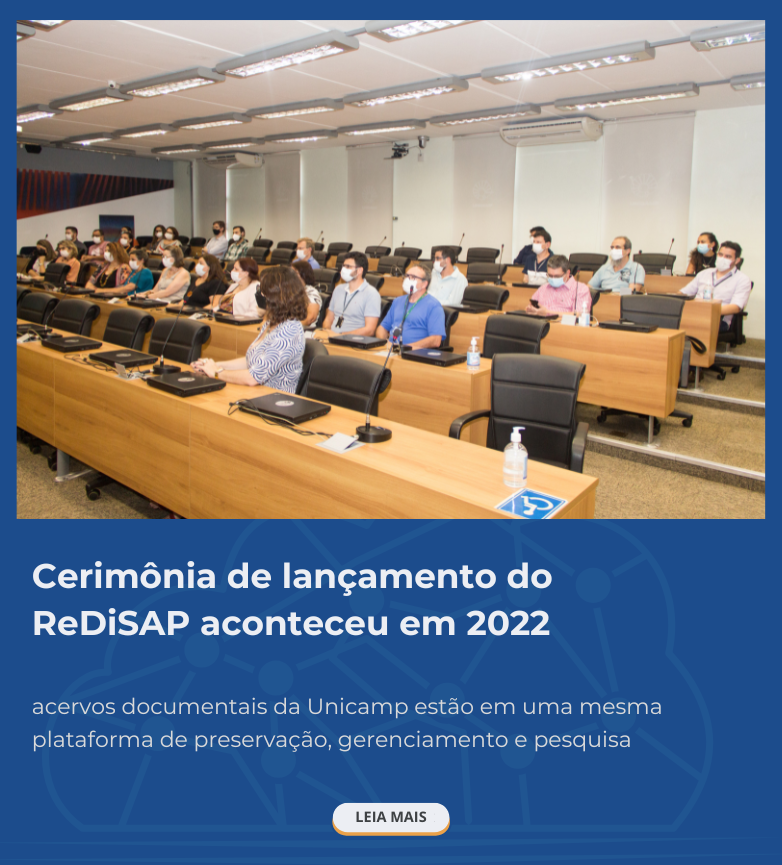 Cerimônia de lançamento do
ReDiSAP aconteceu em 2022
acervos documentais da Unicamp estão em uma mesma
plataforma de preservação, gerenciamento e pesquisa
LEIA MAIS